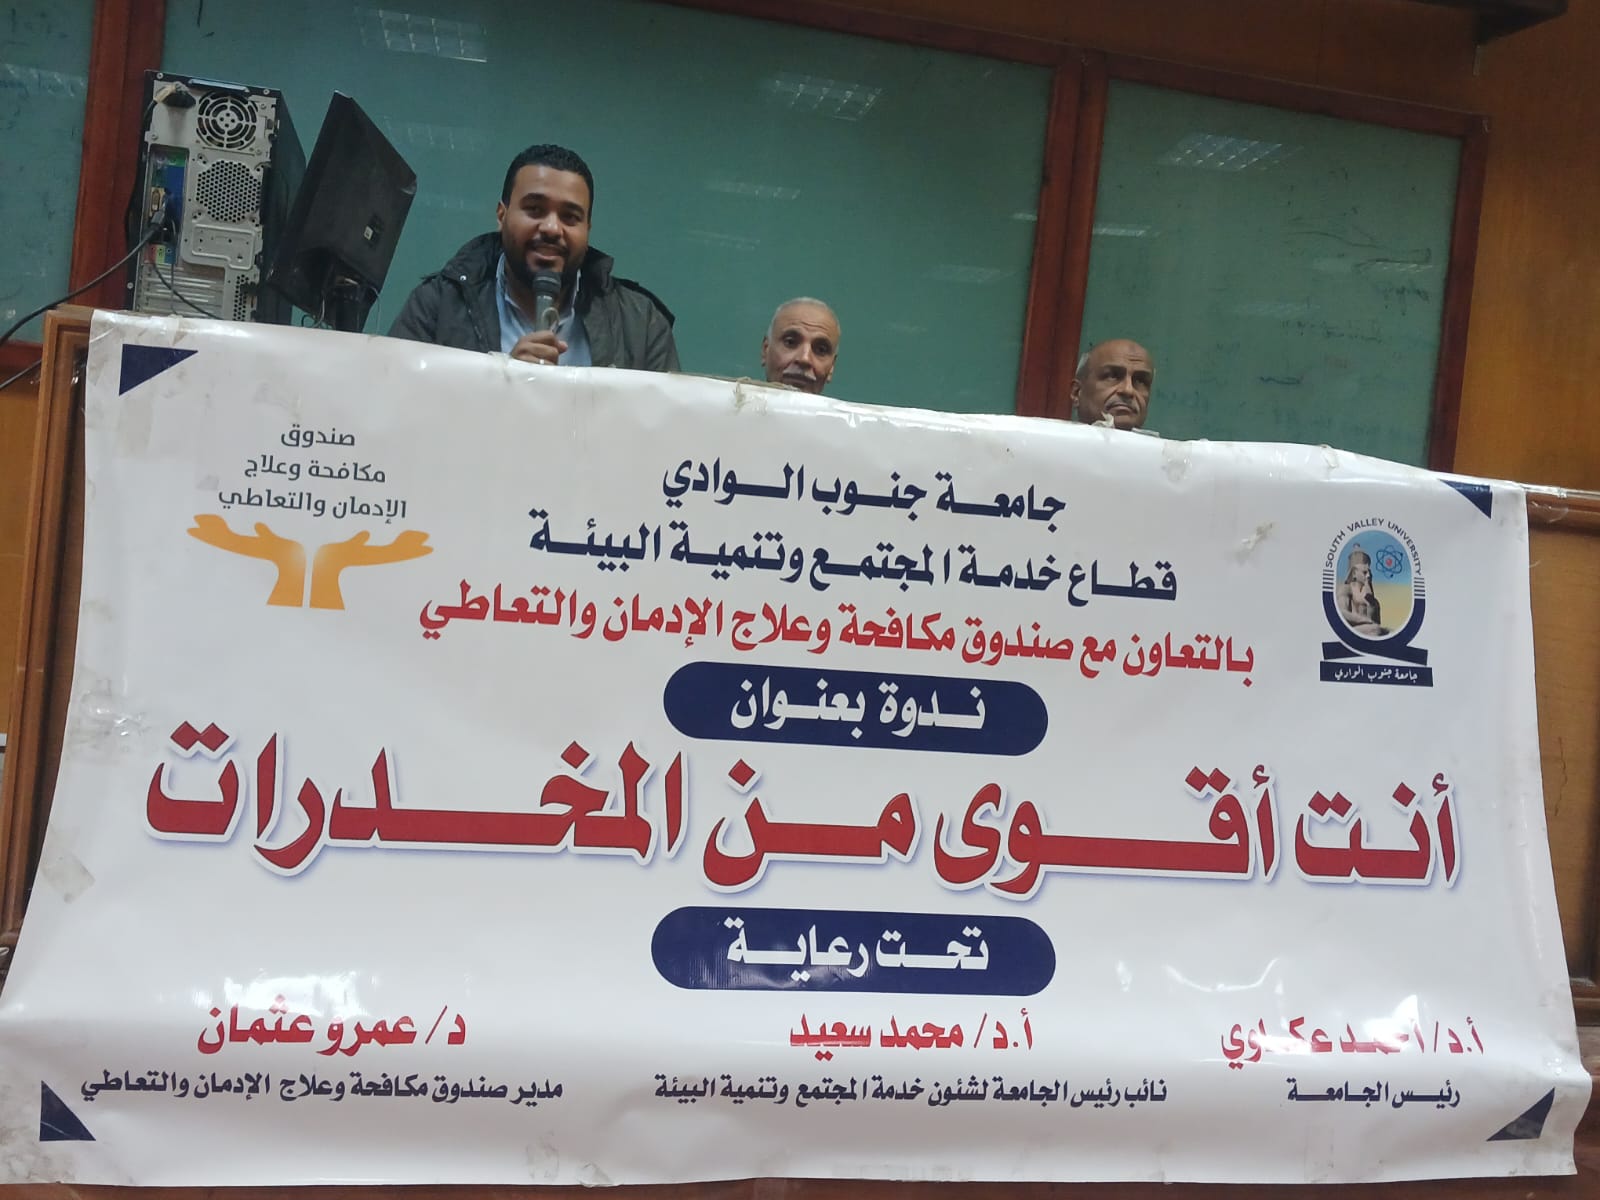 صندوق
مكافحة وعلاج
الإدمان والتعاطي
جامعة جنوب الوادي
قطاع خدمة المجتمع وتنمية البيئة
بالتعاون مع صندوق مكافحة وعلاج الإدمان والتعاطي
SOUTH VALLEY UNIVERSITY
جامعة جنوب الوادي
ندوة بعنوان
أنت أقوى من المخدرات
تحت رعاية
أ.د/ أحمد عكاوي
رئيس الجامعة
أ.د/ محمد سعيد
نائب رئيس الجامعة لشئون خدمة المجتمع وتنمية البيئة
د/ عمرو عثمان
مدير صندوق مكافحة وعلاج الإدمان والتعاطي